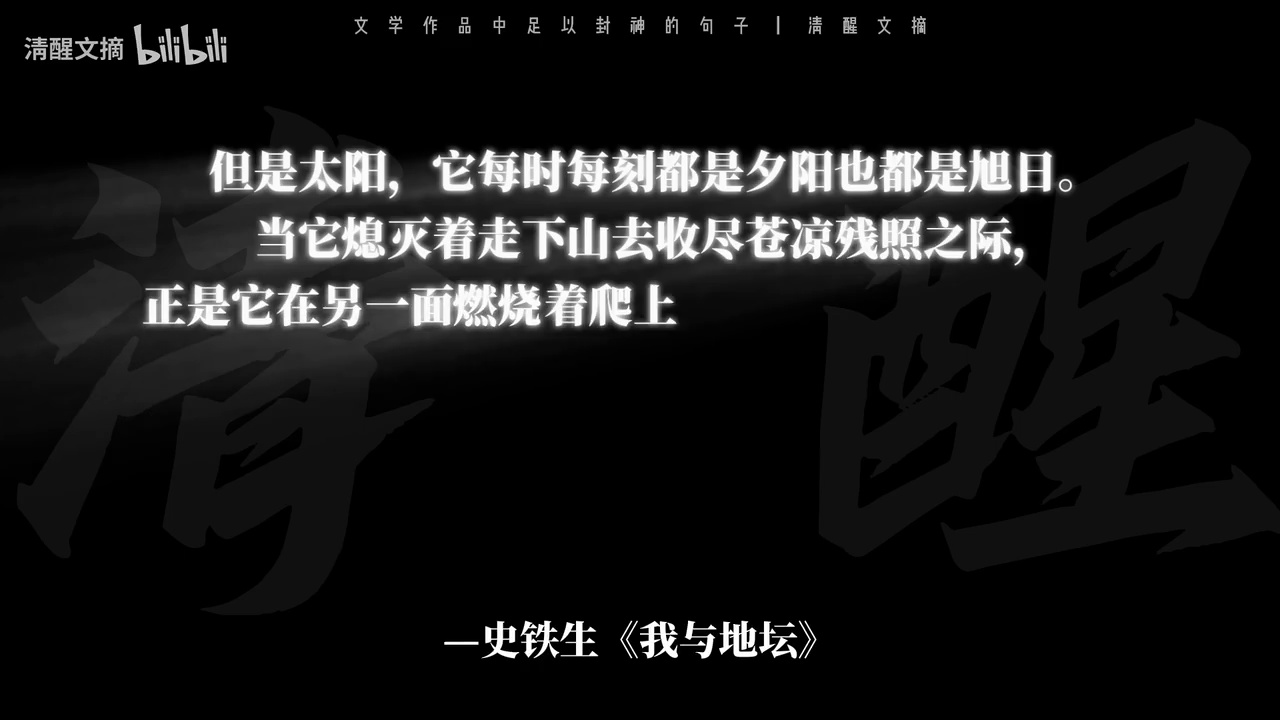 文学作品中足以封神的句子 | 清醒文摘
清醒文摘 bilibili
但是太阳，它每时每刻都是夕阳也都是旭日。
当它熄灭着走下山去收尽苍凉残照之际，
正是它在另一面燃烧着爬上
清醒
—史铁生《我与地坛》